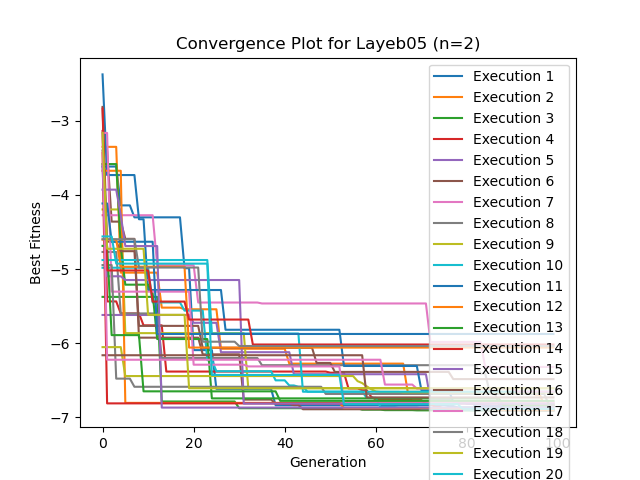 Convergence Plot for Layeb05 (n=2)
Best Fitness
−3
−4
−5
−6
−7
0
20
40
60
80
100
Generation
Execution 1
Execution 2
Execution 3
Execution 4
Execution 5
Execution 6
Execution 7
Execution 8
Execution 9
Execution 10
Execution 11
Execution 12
Execution 13
Execution 14
Execution 15
Execution 16
Execution 17
Execution 18
Execution 19
Execution 20